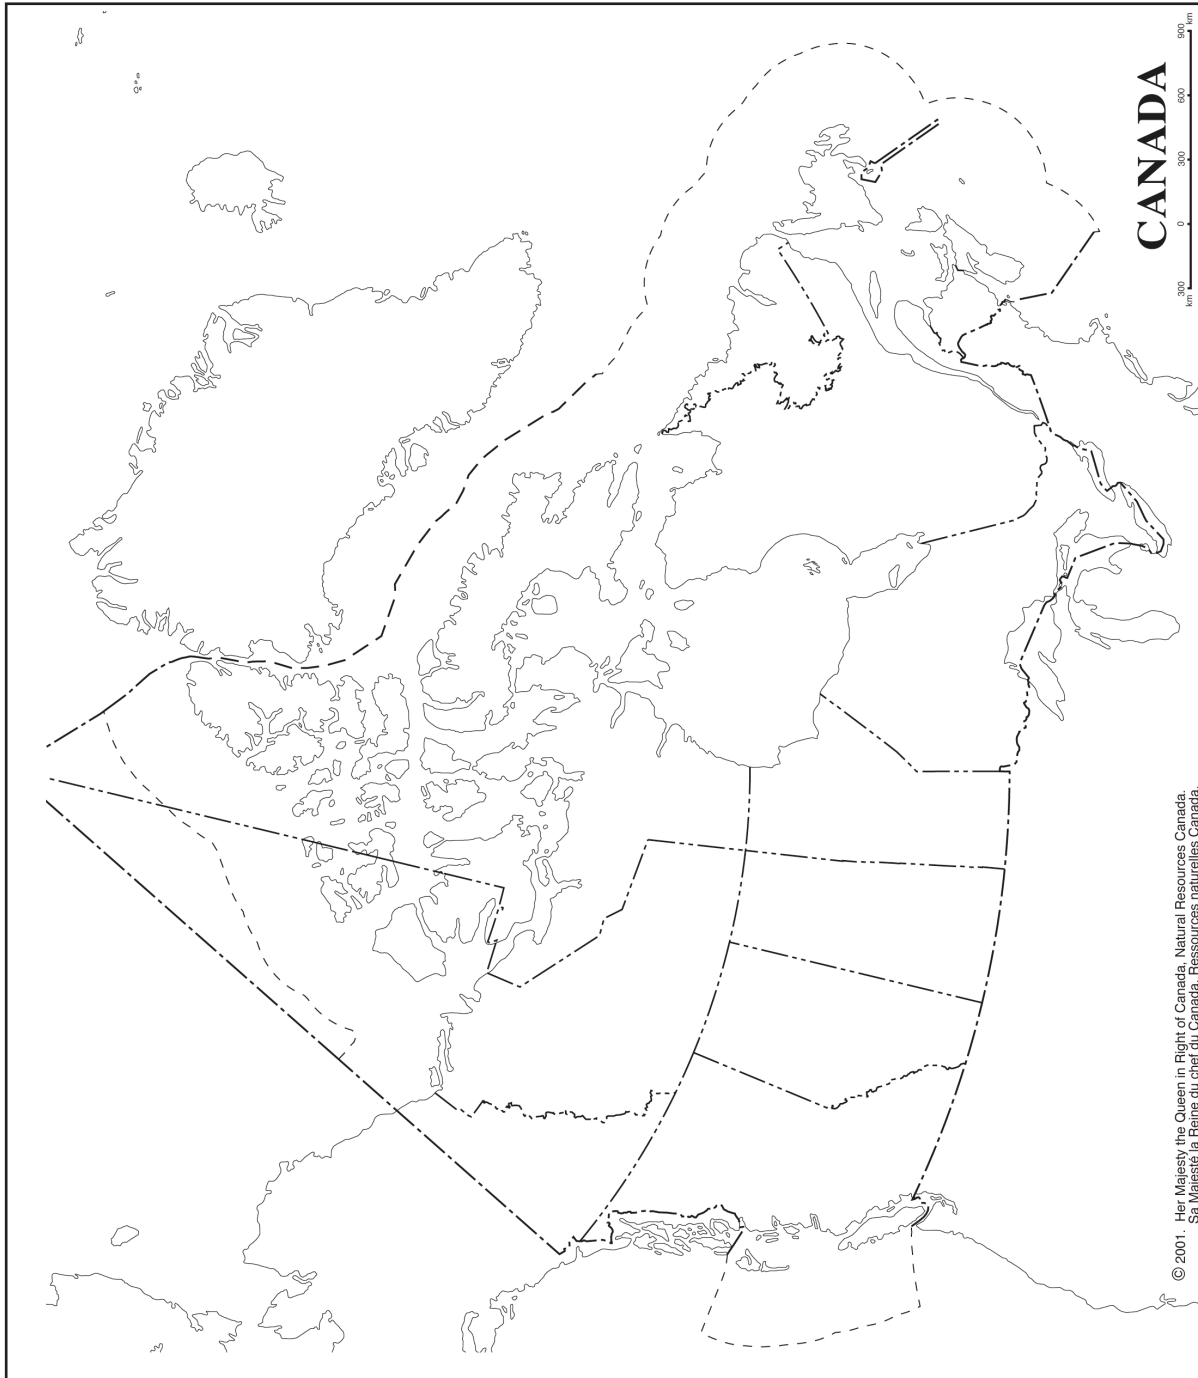 CANADA
300 0 300 600 900
km km
© 2001. Her Majesty the Queen in Right of Canada, Natural Resources Canada.
Sa Majesté la Reine du chef du Canada, Ressources naturelles Canada.